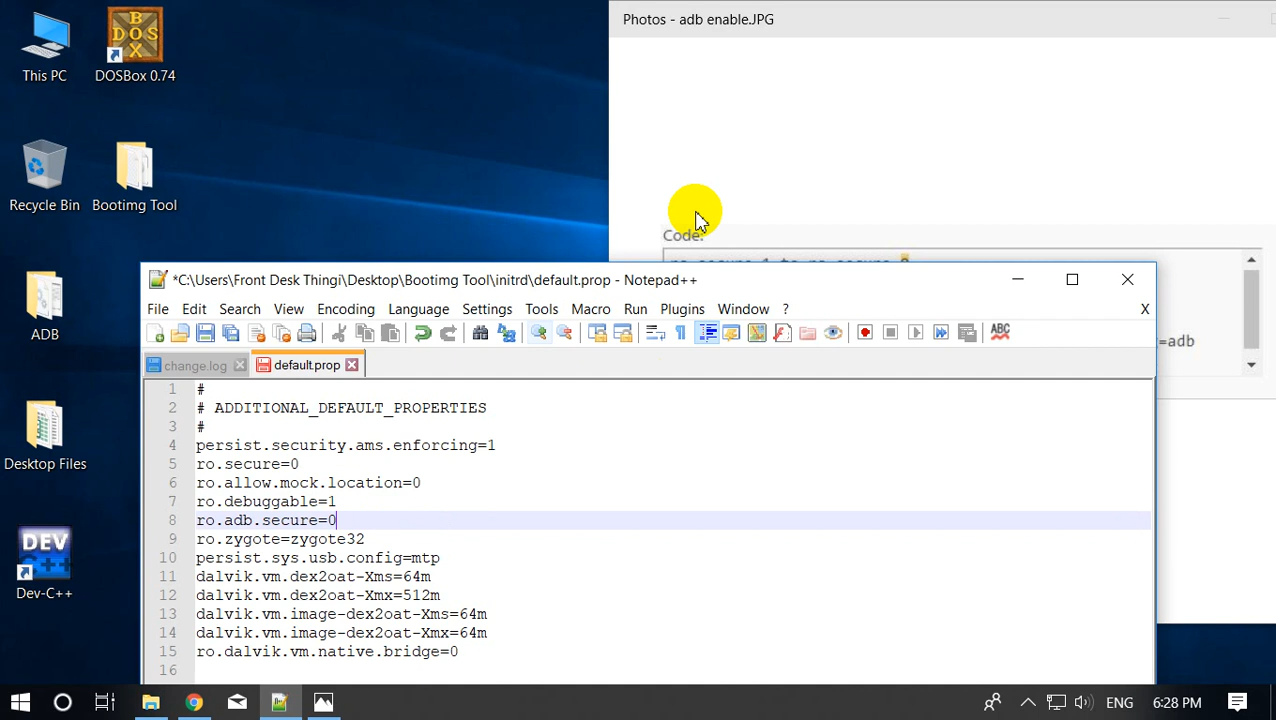 This PC
DOSBox 0.74
Recycle Bin
Bootimg Tool
ADB
Desktop Files
DEV
Dev-C++
Photos - adb enable.JPG
Code:
=adb
*C:\Users\Front Desk Thingi\Desktop\Bootimg Tool\initrd\default.prop - Notepad++
File Edit Search View Encoding Language Settings Tools Macro Run Plugins Window ? X
change.log default.prop
1 #
2 # ADDITIONAL_DEFAULT_PROPERTIES
3 #
4 persist.security.ams.enforcing=1
5 ro.secure=0
6 ro.allow.mock.location=0
7 ro.debuggable=1
8 ro.adb.secure=0
9 ro.zygote=zygote32
10 persist.sys.usb.config=mtp
11 dalvik.vm.dex2oat-Xms=64m
12 dalvik.vm.dex2oat-Xmx=512m
13 dalvik.vm.image-dex2oat-Xms=64m
14 dalvik.vm.image-dex2oat-Xmx=64m
15 ro.dalvik.vm.native.bridge=0
16
ENG 6:28 PM